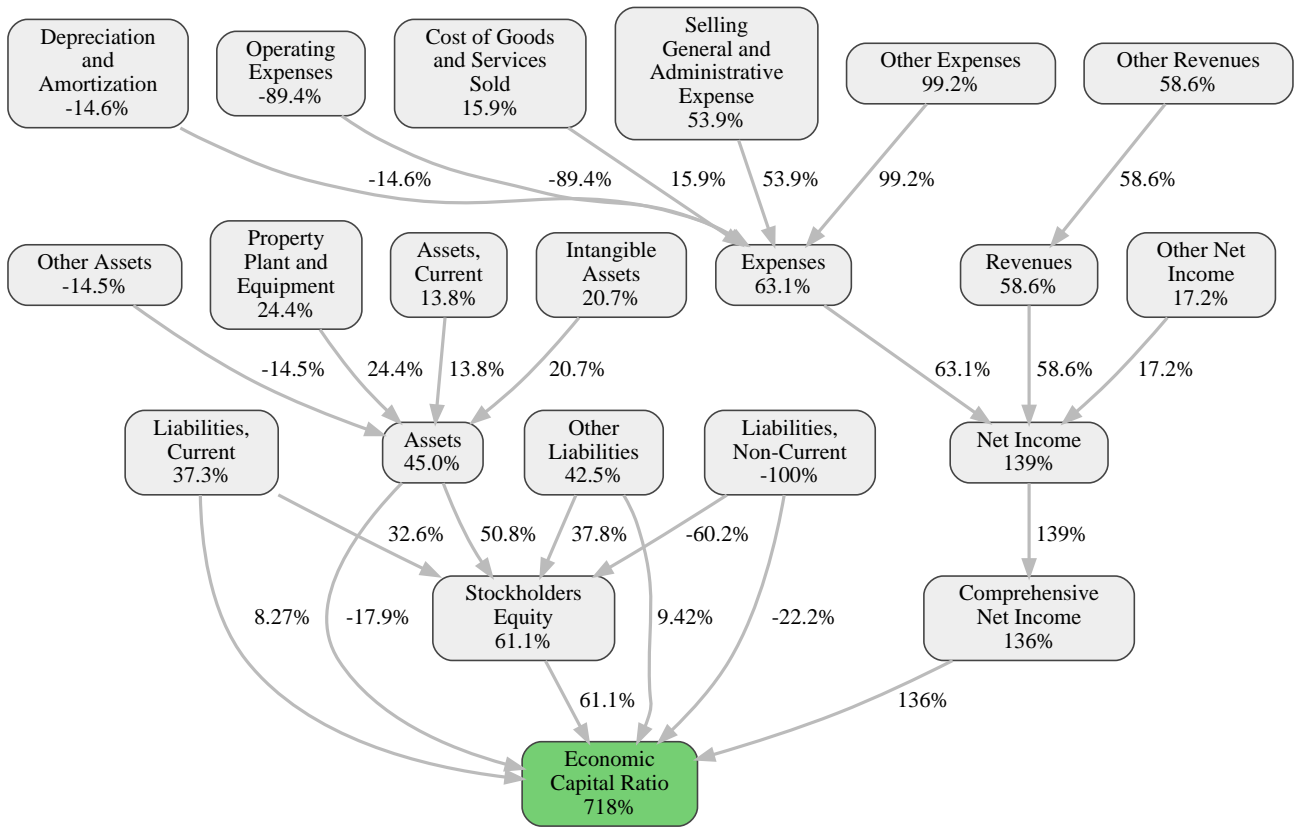 Depreciation
and
Amortization
-14.6%
Operating
Expenses
-89.4%
Cost of Goods
and Services
Sold
15.9%
Selling
General and
Administrative
Expense
53.9%
Other Expenses
99.2%
Other Revenues
58.6%
-14.6%
-89.4%
15.9%
53.9%
99.2%
58.6%
Other Assets
-14.5%
Property
Plant and
Equipment
24.4%
Assets,
Current
13.8%
Intangible
Assets
20.7%
Expenses
63.1%
Revenues
58.6%
Other Net
Income
17.2%
-14.5%
24.4%
13.8%
20.7%
63.1%
58.6%
17.2%
Liabilities,
Current
37.3%
Assets
45.0%
Other
Liabilities
42.5%
Liabilities,
Non-Current
-100%
Net Income
139%
32.6%
50.8%
37.8%
-60.2%
139%
Stockholders
Equity
61.1%
Comprehensive
Net Income
136%
8.27%
-17.9%
9.42%
-22.2%
61.1%
136%
Economic
Capital Ratio
718%